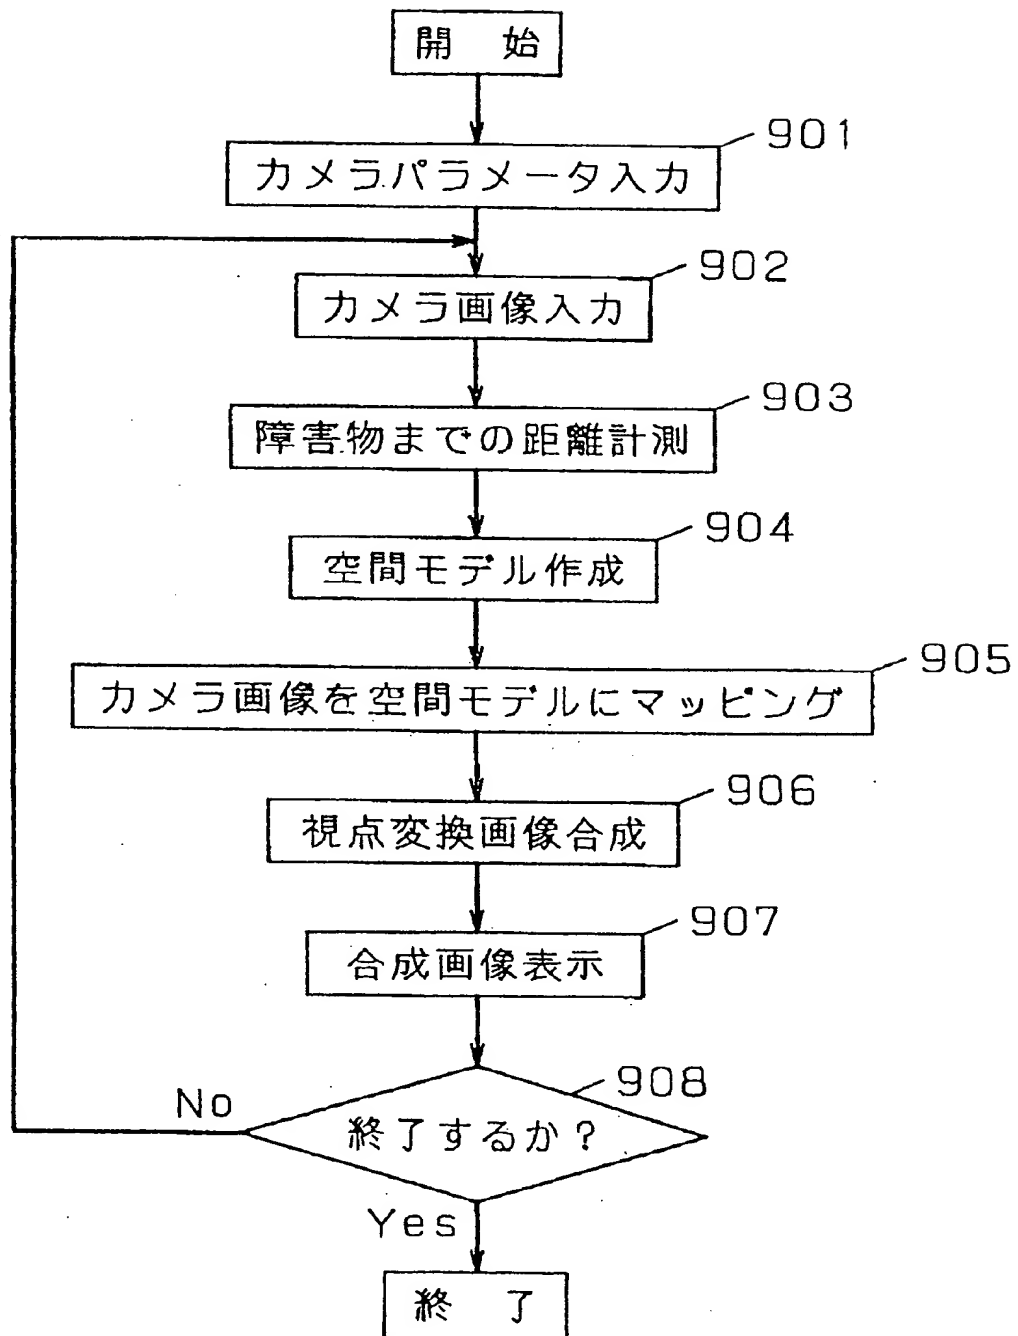 開 始
901
カメラパラメータ入力
902
カメラ画像入力
903
障害物までの距離計測
904
空間モデル作成
905
カメラ画像を空間モデルにマッピング
906
視点変換画像合成
907
合成画像表示
908
No
終了するか?
Yes
終 了